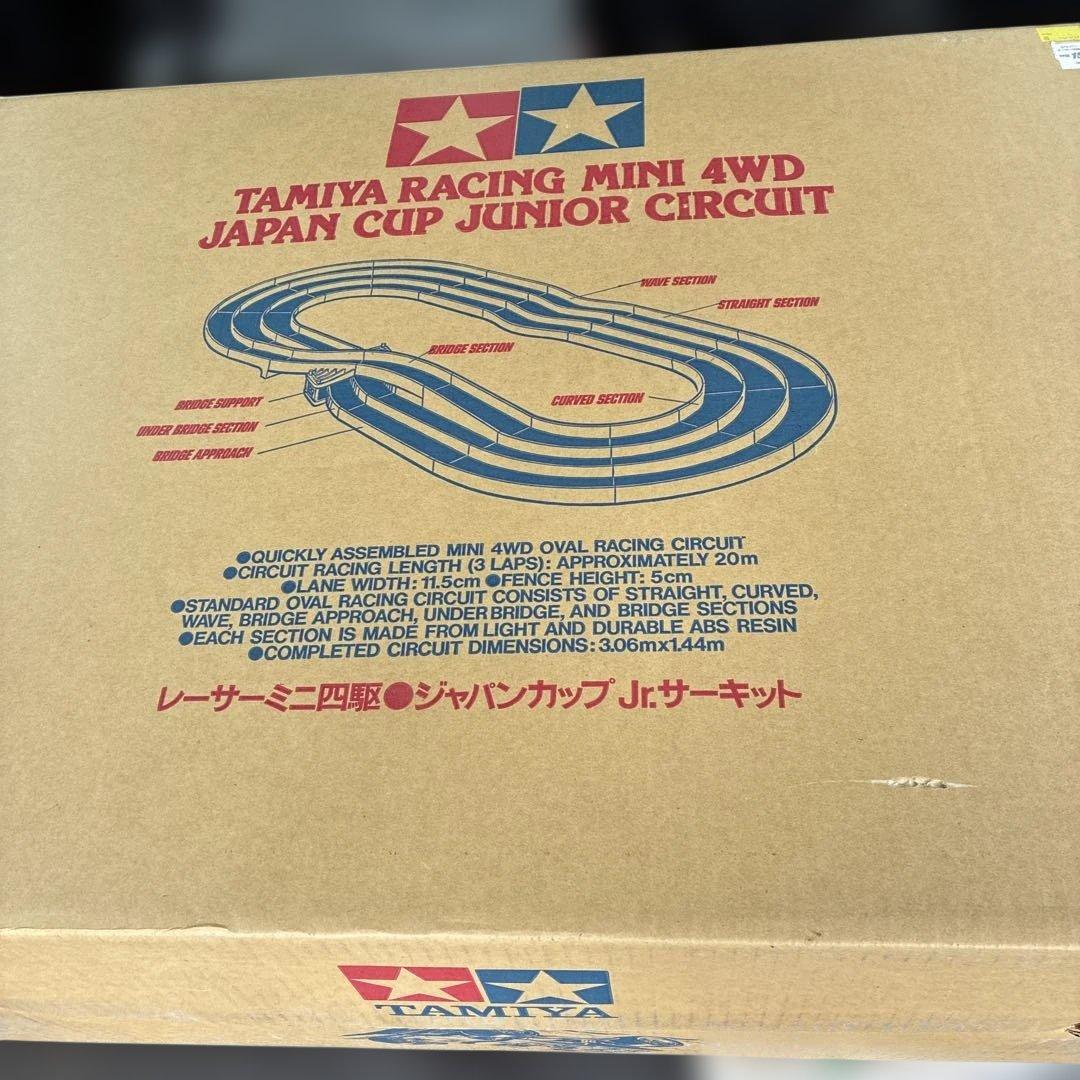 TAMIYA RACING MINI 4WD
JAPAN CUP JUNIOR CIRCUIT
WAVE SECTION
STRAIGHT SECTION
BRIDGE SECTION
CURVED SECTION
BRIDGE SUPPORT
UNDER BRIDGE SECTION
BRIDGE APPROACH
●QUICKLY ASSEMBLED MINI 4WD OVAL RACING CIRCUIT
●CIRCUIT RACING LENGTH (3 LAPS): APPROXIMATELY 20m
●LANE WIDTH: 11.5cm ●FENCE HEIGHT: 5cm
●STANDARD OVAL RACING CIRCUIT CONSISTS OF STRAIGHT, CURVED,
WAVE, BRIDGE APPROACH, UNDER BRIDGE, AND BRIDGE SECTIONS
●EACH SECTION IS MADE FROM LIGHT AND DURABLE ABS RESIN
●COMPLETED CIRCUIT DIMENSIONS: 3.06m×1.44m
レーサーミニ四駆●ジャパンカップ Jr.サーキット
TAMIYA